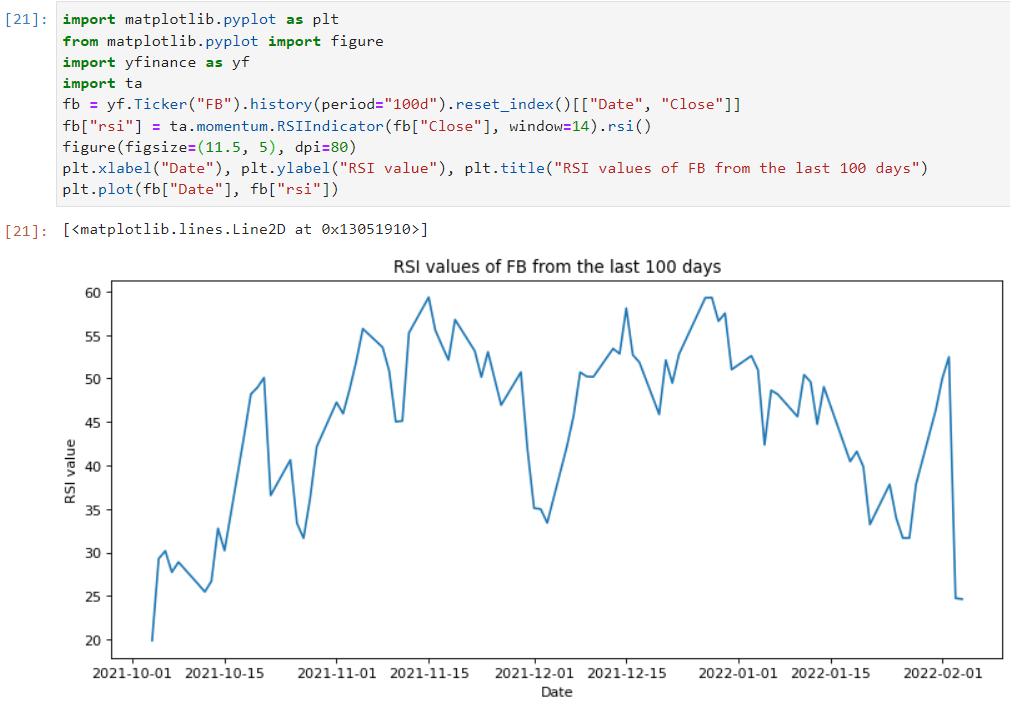 [21]: import matplotlib.pyplot as plt
from matplotlib.pyplot import figure
import yfinance as yf
import ta
fb = yf.Ticker("FB").history(period="100d").reset_index()[["Date", "Close"]]
fb["rsi"] = ta.momentum.RSIIndicator(fb["Close"], window=14).rsi()
figure(figsize=(11.5, 5), dpi=80)
plt.xlabel("Date"), plt.ylabel("RSI value"), plt.title("RSI values of FB from the last 100 days")
plt.plot(fb["Date"], fb["rsi"])
[21]: [<matplotlib.lines.Line2D at 0x13051910>]
RSI values of FB from the last 100 days
60
55
50
45
40
35
30
25
20
RSI value
2021-10-01 2021-10-15 2021-11-01 2021-11-15 2021-12-01 2021-12-15 2022-01-01 2022-01-15 2022-02-01
Date